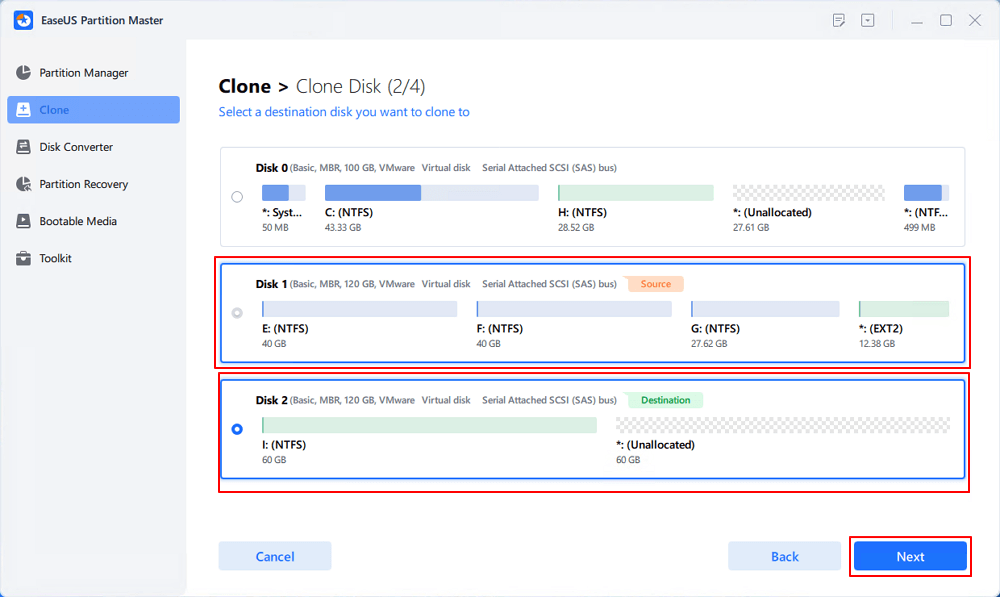 EaseUS Partition Master
Partition Manager
Clone
Disk Converter
Partition Recovery
Bootable Media
Toolkit
Clone > Clone Disk (2/4)
Select a destination disk you want to clone to
Disk 0 (Basic, MBR, 100 GB, VMware Virtual disk Serial Attached SCSI (SAS) bus)
*: Syst... C: (NTFS) H: (NTFS) *: (Unallocated) *: (NTF...
50 MB 43.33 GB 28.52 GB 27.61 GB 499 MB
Disk 1 (Basic, MBR, 120 GB, VMware Virtual disk Serial Attached SCSI (SAS) bus) Source
E: (NTFS) F: (NTFS) G: (NTFS) *: (EXT2)
40 GB 40 GB 27.62 GB 12.38 GB
Disk 2 (Basic, MBR, 120 GB, VMware Virtual disk Serial Attached SCSI (SAS) bus) Destination
I: (NTFS) *: (Unallocated)
60 GB 60 GB
Cancel Back Next